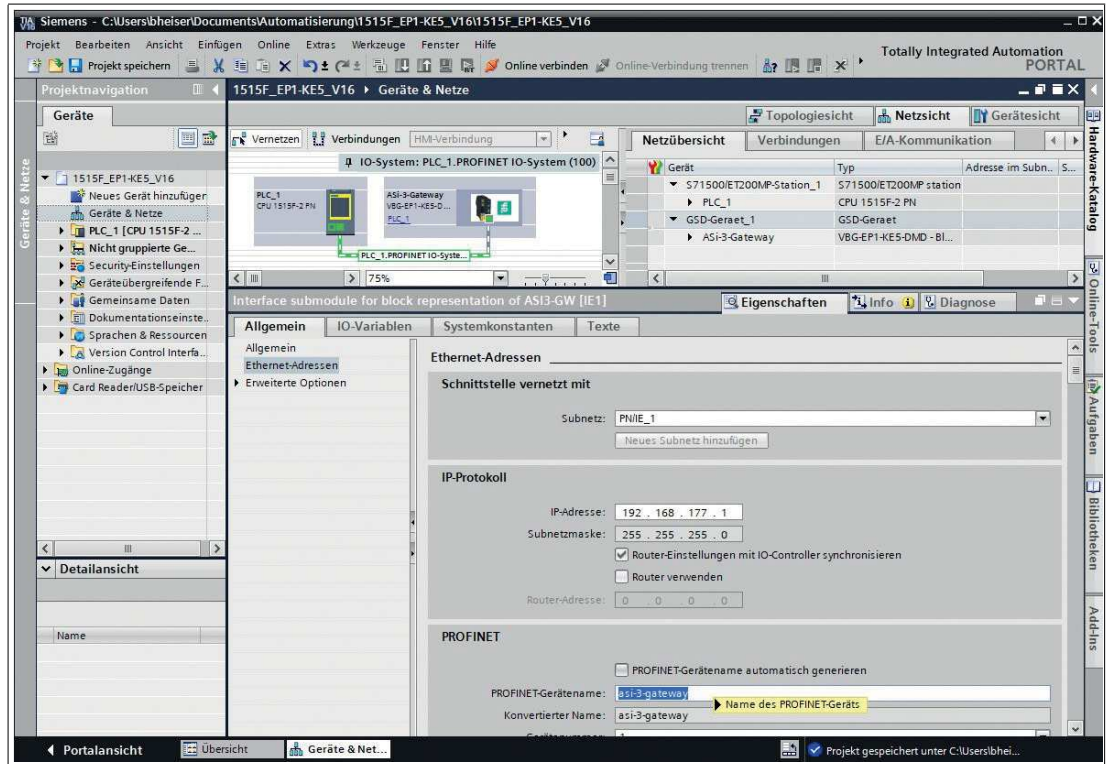 Siemens - C:\Users\bheiser\Documents\Automatisierung\1515F_EP1-KE5_V16\1515F_EP1-KE5_V16
Projekt Bearbeiten Ansicht Einfügen Online Extras Werkzeuge Fenster Hilfe
Totally Integrated Automation
PORTAL
Projekt speichern Online verbinden Online-Verbindung trennen
Projektnavigation
1515F_EP1-KE5_V16 Geräte & Netze
Geräte
Topologiesicht Netzsicht Gerätesicht
Vernetzen Verbindungen HMI-Verbindung
Netzübersicht Verbindungen E/A-Kommunikation
IO-System: PLC_1.PROFINET IO-System (100)
Gerät Typ Adresse im Subn.. S...
S71500/ET200MP-Station_1 S71500/ET200MP station
PLC_1 CPU 1515F-2 PN
GSD-Geraet_1 GSD-Geraet
ASi-3-Gateway VBG-EP1-KE5-DMD - Bl...
PLC_1
CPU 1515F-2 PN
ASi-3-Gateway
VBG-EP1-KE5-D...
PLC_1
PLC_1.PROFINET IO-Syste...
75%
1515F_EP1-KE5_V16
Neues Gerät hinzufügen
Geräte & Netze
PLC_1 [CPU 1515F-2 ...
Nicht gruppierte Ge...
Security-Einstellungen
Geräteübergreifende F...
Gemeinsame Daten
Dokumentationseinste..
Sprachen & Ressourcen
Version Control Interfa..
Online-Zugänge
Card Reader/USB-Speicher
Detailansicht
Name
Geräte & Netze
Interface submodule for block representation of ASI3-GW [IE1]
Eigenschaften Info Diagnose
Allgemein IO-Variablen Systemkonstanten Texte
Allgemein
Ethernet-Adressen
Erweiterte Optionen
Ethernet-Adressen
Schnittstelle vernetzt mit
Subnetz: PN/IE_1
Neues Subnetz hinzufügen
IP-Protokoll
IP-Adresse: 192 . 168 . 177 . 1
Subnetzmaske: 255 . 255 . 255 . 0
Router-Einstellungen mit IO-Controller synchronisieren
Router verwenden
Router-Adresse: 0 . 0 . 0 . 0
PROFINET
PROFINET-Gerätename automatisch generieren
PROFINET-Gerätename: asi-3-gateway
Name des PROFINET-Geräts
Konvertierter Name: asi-3-gateway
Hardware-Katalog
Online-Tools
Aufgaben
Bibliotheken
Add-Ins
Portalansicht Übersicht Geräte & Net...
Projekt gespeichert unter C:\Users\bhei...